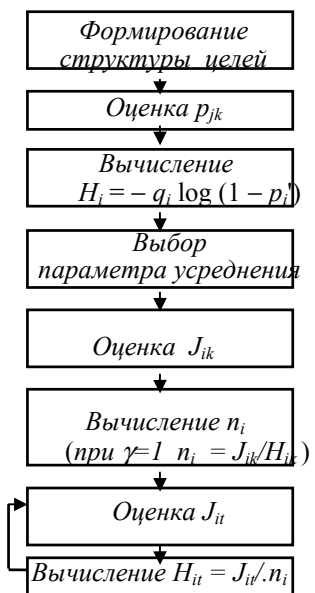 Формирование
структуры целей
Оценка p_jk
Вычисление
H_i = – q_i log (1 – p_i')
Выбор
параметра усреднения
Оценка J_ik
Вычисление n_i
(при γ=1 n_i = J_ik/H_ik)
Оценка J_it
Вычисление H_it = J_it/.n_i